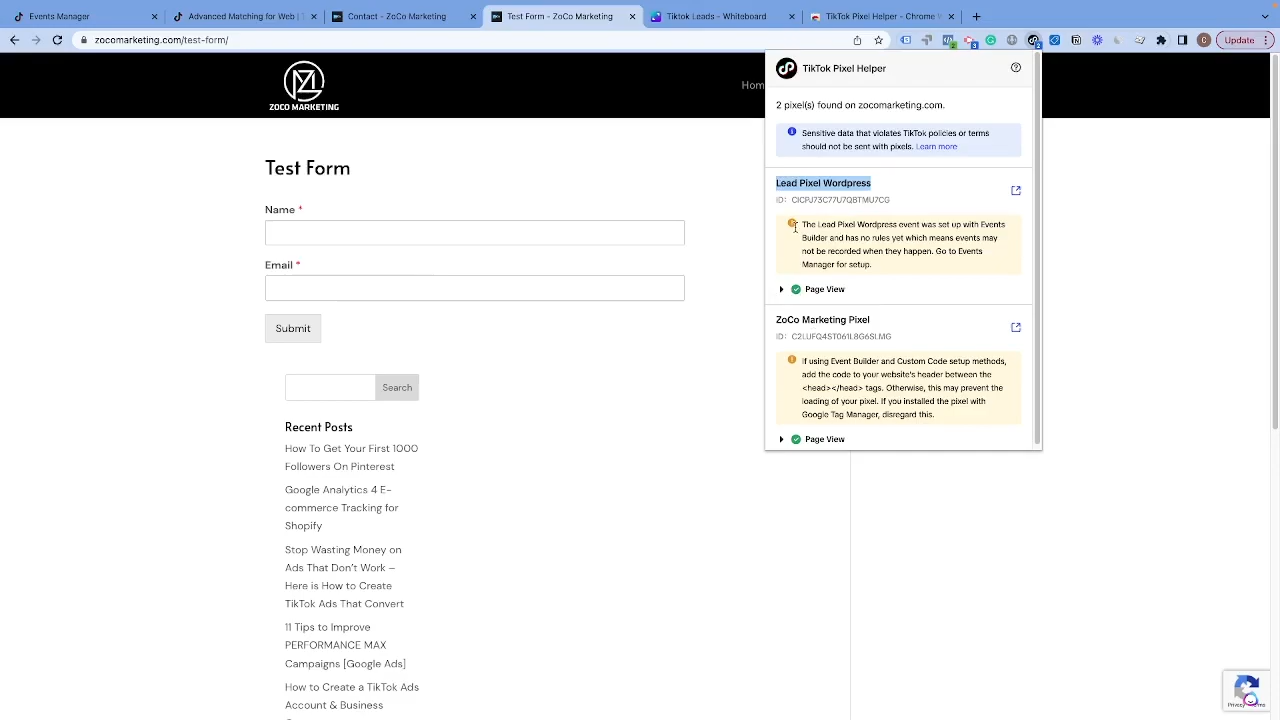 Events Manager
Advanced Matching for Web | T
Contact - ZoCo Marketing
Test Form - ZoCo Marketing
Tiktok Leads - Whiteboard
TikTok Pixel Helper - Chrome W
zocomarketing.com/test-form/
Update
ZOCO MARKETING
Hom
TikTok Pixel Helper
2 pixel(s) found on zocomarketing.com.
Sensitive data that violates TikTok policies or terms
should not be sent with pixels. Learn more
Lead Pixel Wordpress
ID: CICPJ73C77U7QBTMU7CG
The Lead Pixel Wordpress event was set up with Events
Builder and has no rules yet which means events may
not be recorded when they happen. Go to Events
Manager for setup.
Page View
ZoCo Marketing Pixel
ID: C2LUFQ4ST061L8G6SLMG
If using Event Builder and Custom Code setup methods,
add the code to your website's header between the
<head></head> tags. Otherwise, this may prevent the
loading of your pixel. If you installed the pixel with
Google Tag Manager, disregard this.
Page View
Test Form
Name *
Email *
Submit
Search
Recent Posts
How To Get Your First 1000
Followers On Pinterest
Google Analytics 4 E-
commerce Tracking for
Shopify
Stop Wasting Money on
Ads That Don't Work –
Here is How to Create
TikTok Ads That Convert
11 Tips to Improve
PERFORMANCE MAX
Campaigns [Google Ads]
How to Create a TikTok Ads
Account & Business